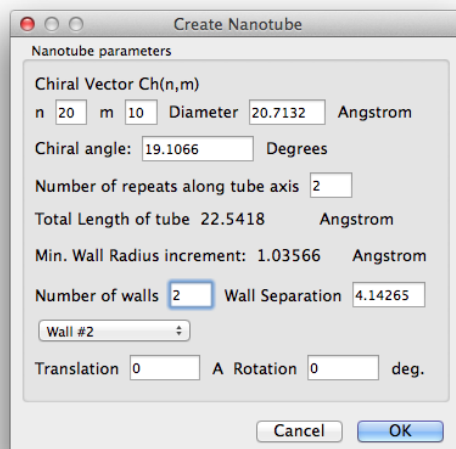 Create Nanotube
Nanotube parameters
Chiral Vector Ch(n,m)
n 20 m 10 Diameter 20.7132 Angstrom
Chiral angle: 19.1066 Degrees
Number of repeats along tube axis 2
Total Length of tube 22.5418 Angstrom
Min. Wall Radius increment: 1.03566 Angstrom
Number of walls 2 Wall Separation 4.14265
Wall #2
Translation 0 A Rotation 0 deg.
Cancel OK